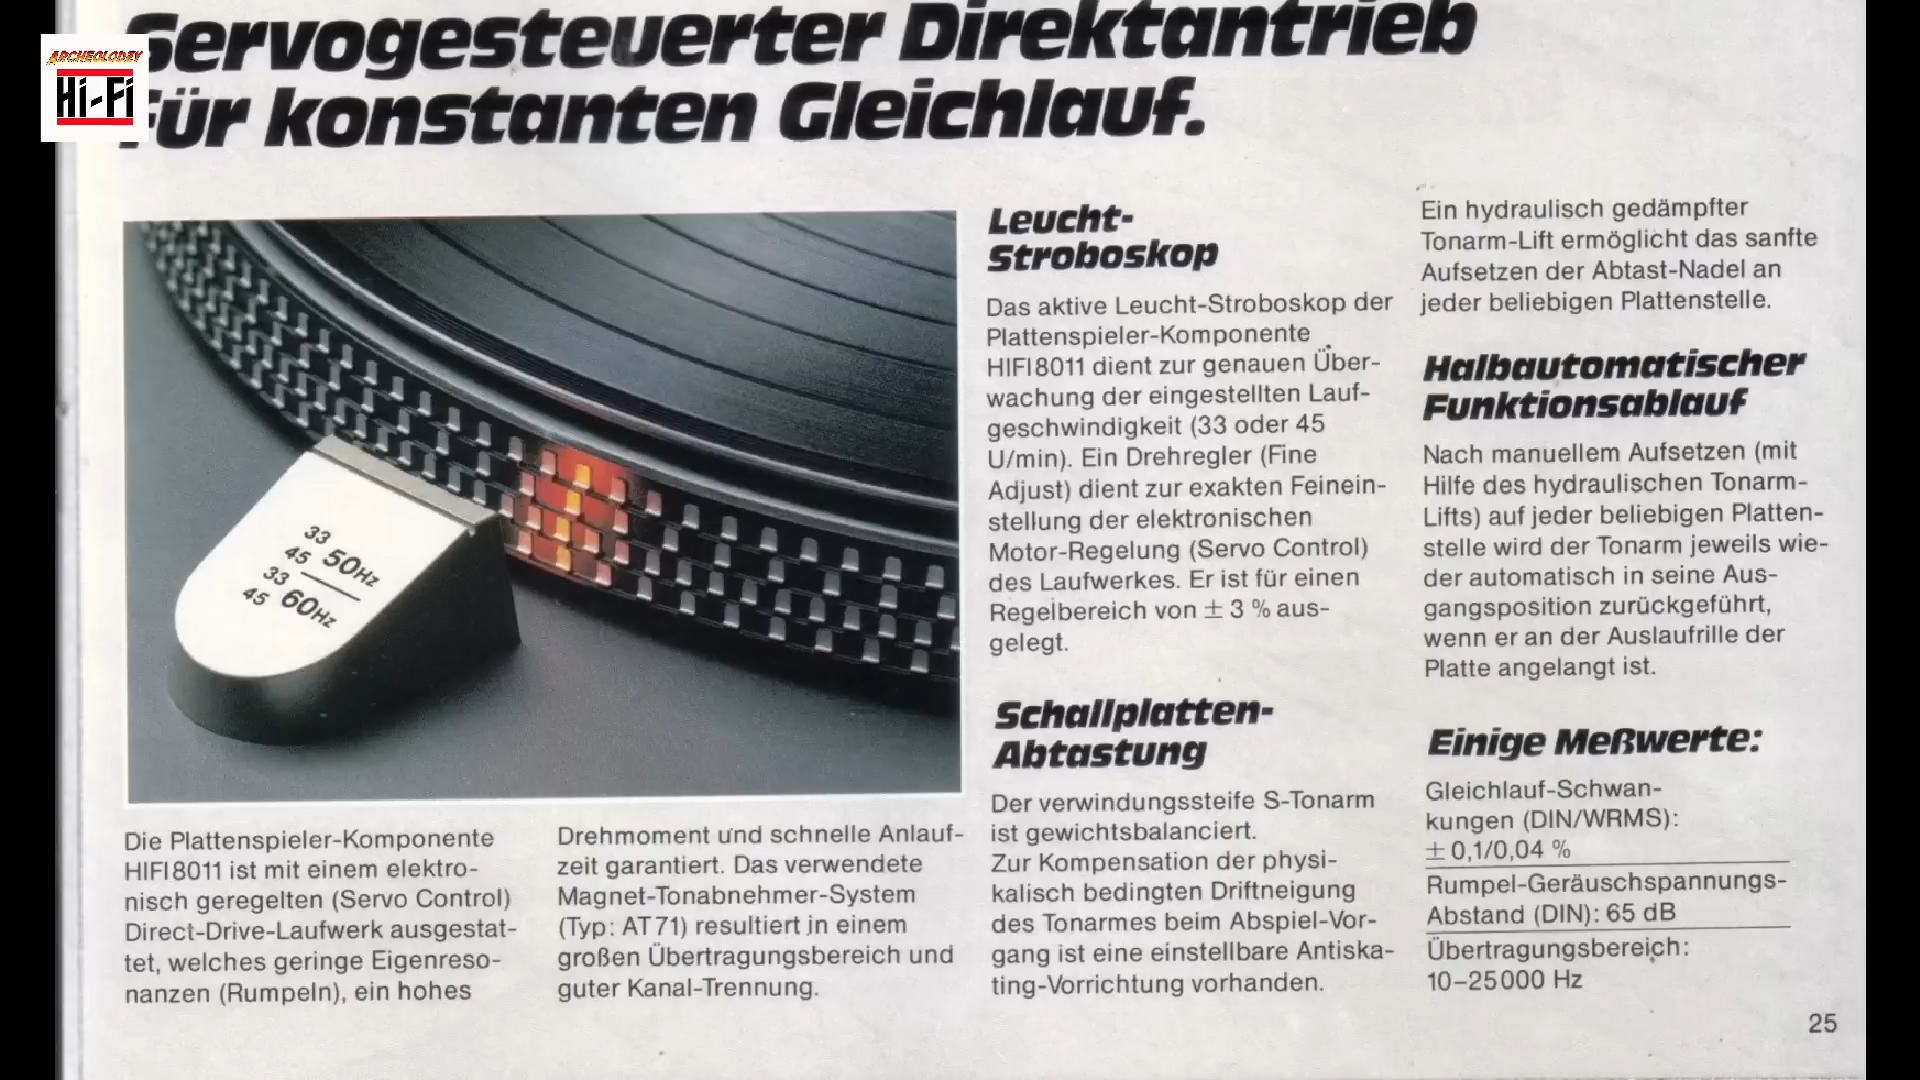 Servogesteuerter Direktantrieb
für konstanten Gleichlauf.
ARCHEOLODZY
Hi-Fi
33
45 50Hz
33
45 60Hz
Die Plattenspieler-Komponente
HIFI 8011 ist mit einem elektro-
nisch geregelten (Servo Control)
Direct-Drive-Laufwerk ausgestat-
tet, welches geringe Eigenreso-
nanzen (Rumpeln), ein hohes
Drehmoment und schnelle Anlauf-
zeit garantiert. Das verwendete
Magnet-Tonabnehmer-System
(Typ: AT 71) resultiert in einem
großen Übertragungsbereich und
guter Kanal-Trennung.
Leucht-
Stroboskop
Das aktive Leucht-Stroboskop der
Plattenspieler-Komponente
HIFI 8011 dient zur genauen Über-
wachung der eingestellten Lauf-
geschwindigkeit (33 oder 45
U/min). Ein Drehregler (Fine
Adjust) dient zur exakten Feinein-
stellung der elektronischen
Motor-Regelung (Servo Control)
des Laufwerkes. Er ist für einen
Regelbereich von ± 3 % aus-
gelegt.
Schallplatten-
Abtastung
Der verwindungssteife S-Tonarm
ist gewichtsbalanciert.
Zur Kompensation der physi-
kalisch bedingten Driftneigung
des Tonarmes beim Abspiel-Vor-
gang ist eine einstellbare Antiska-
ting-Vorrichtung vorhanden.
Ein hydraulisch gedämpfter
Tonarm-Lift ermöglicht das sanfte
Aufsetzen der Abtast-Nadel an
jeder beliebigen Plattenstelle.
Halbautomatischer
Funktionsablauf
Nach manuellem Aufsetzen (mit
Hilfe des hydraulischen Tonarm-
Lifts) auf jeder beliebigen Platten-
stelle wird der Tonarm jeweils wie-
der automatisch in seine Aus-
gangsposition zurückgeführt,
wenn er an der Auslaufrille der
Platte angelangt ist.
Einige Meßwerte:
Gleichlauf-Schwan-
kungen (DIN/WRMS):
± 0,1/0,04 %
Rumpel-Geräuschspannungs-
Abstand (DIN): 65 dB
Übertragungsbereich:
10–25 000 Hz
25